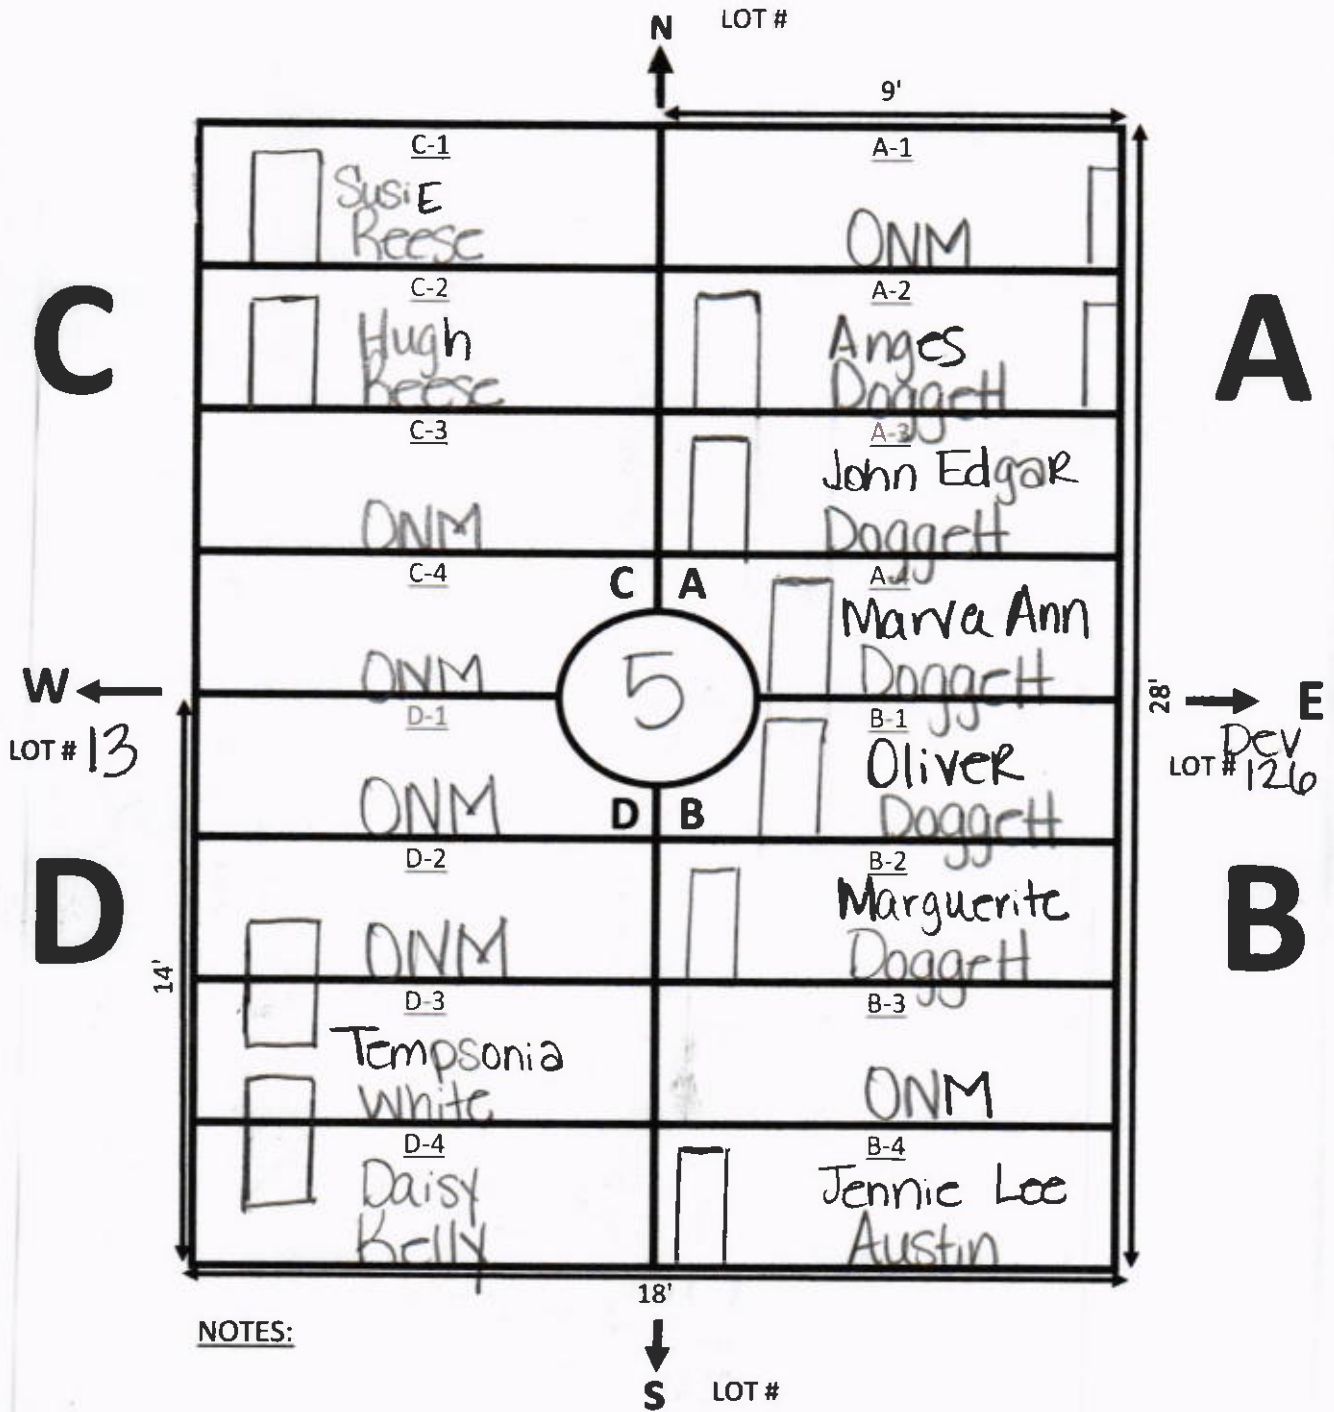 N LOT #
9'
C-1
SusiE
Reese
A-1
ONM
C
C-2
Hugh
Reese
A-2
Anges
Doggett
A
C-3
ONM
A-3
John Edgar
Doggett
C-4
ONM
C A
A-4
Marva Ann
Doggett
W
LOT # 13
5
28'
E
Dev
LOT # 126
D-1
ONM
D B
B-1
Oliver
Doggett
D
14'
D-2
ONM
B-2
Marguerite
Doggett
B
D-3
Tempsonia
White
B-3
ONM
D-4
Daisy
Kelly
B-4
Jennie Lee
Austin
18'
NOTES:
S LOT #